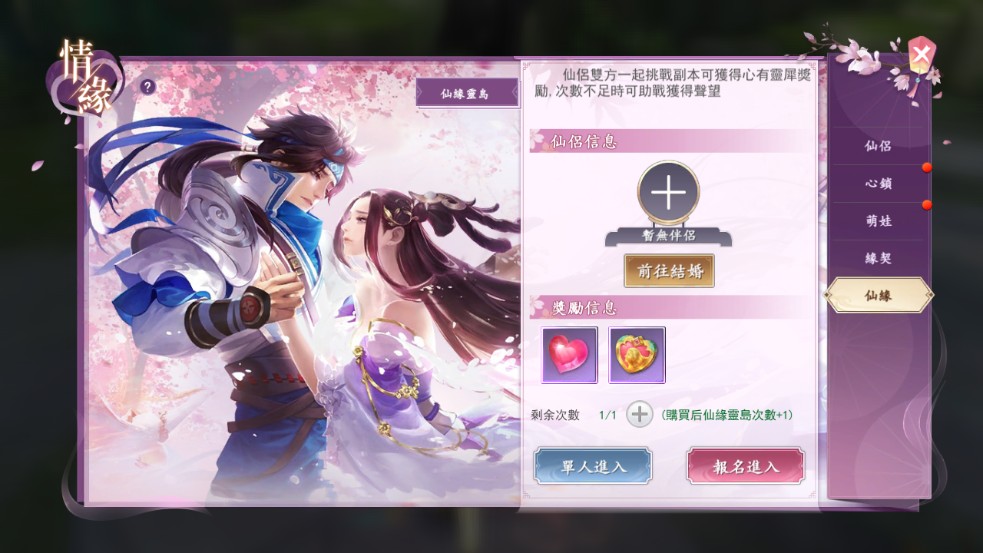 情緣
?
仙緣靈島
仙侶雙方一起挑戰副本可獲得心有靈犀獎
勵,次數不足時可助戰獲得聲望
仙侶信息
暫無伴侶
前往結婚
獎勵信息
剩余次數 1/1 (購買后仙緣靈島次數+1)
單人進入
報名進入
仙侶
心鎖
萌娃
緣契
仙緣